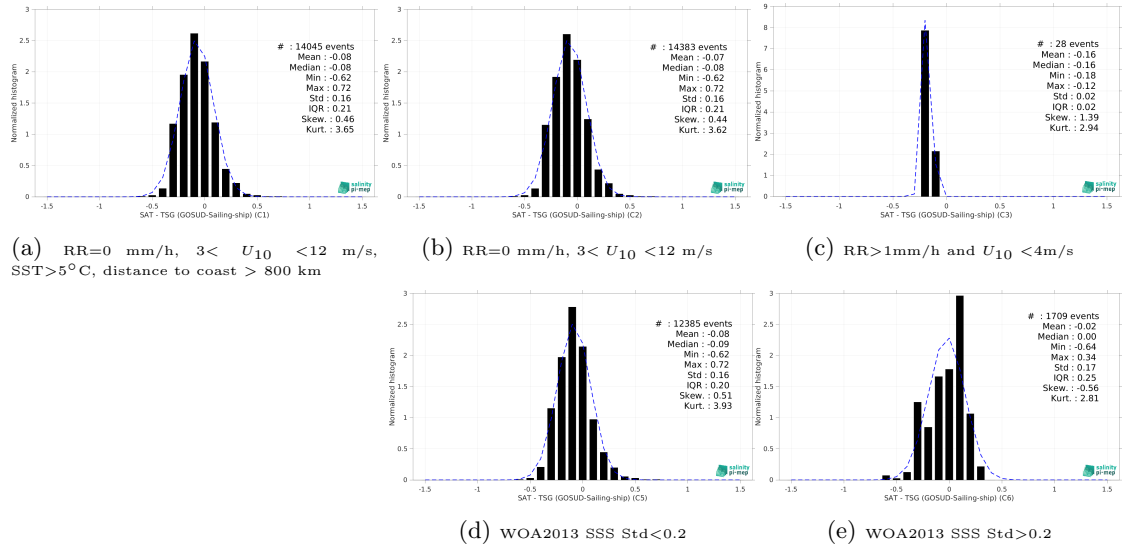 3
2.5
2
1.5
1
0.5
0
Normalized histogram
# : 14045 events
Mean : -0.08
Median : -0.08
Min : -0.62
Max : 0.72
Std : 0.16
IQR : 0.21
Skew. : 0.46
Kurt. : 3.65
salinity
pi-mep
-1.5 -1 -0.5 0 0.5 1 1.5
SAT - TSG (GOSUD-Sailing-ship) (C1)
(a) RR=0 mm/h, 3< U10 <12 m/s,
SST>5°C, distance to coast > 800 km
3
2.5
2
1.5
1
0.5
0
Normalized histogram
# : 14383 events
Mean : -0.07
Median : -0.08
Min : -0.62
Max : 0.72
Std : 0.16
IQR : 0.21
Skew. : 0.44
Kurt. : 3.62
salinity
pi-mep
-1.5 -1 -0.5 0 0.5 1 1.5
SAT - TSG (GOSUD-Sailing-ship) (C2)
(b) RR=0 mm/h, 3< U10 <12 m/s
9
8
7
6
5
4
3
2
1
0
Normalized histogram
# : 28 events
Mean : -0.16
Median : -0.16
Min : -0.18
Max : -0.12
Std : 0.02
IQR : 0.02
Skew. : 1.39
Kurt. : 2.94
salinity
pi-mep
-1.5 -1 -0.5 0 0.5 1 1.5
SAT - TSG (GOSUD-Sailing-ship) (C3)
(c) RR>1mm/h and U10 <4m/s
3
2.5
2
1.5
1
0.5
0
Normalized histogram
# : 12385 events
Mean : -0.08
Median : -0.09
Min : -0.62
Max : 0.72
Std : 0.16
IQR : 0.20
Skew. : 0.51
Kurt. : 3.93
salinity
pi-mep
-1.5 -1 -0.5 0 0.5 1 1.5
SAT - TSG (GOSUD-Sailing-ship) (C5)
(d) WOA2013 SSS Std<0.2
3
2.5
2
1.5
1
0.5
0
Normalized histogram
# : 1709 events
Mean : -0.02
Median : 0.00
Min : -0.64
Max : 0.34
Std : 0.17
IQR : 0.25
Skew. : -0.56
Kurt. : 2.81
salinity
pi-mep
-1.5 -1 -0.5 0 0.5 1 1.5
SAT - TSG (GOSUD-Sailing-ship) (C6)
(e) WOA2013 SSS Std>0.2